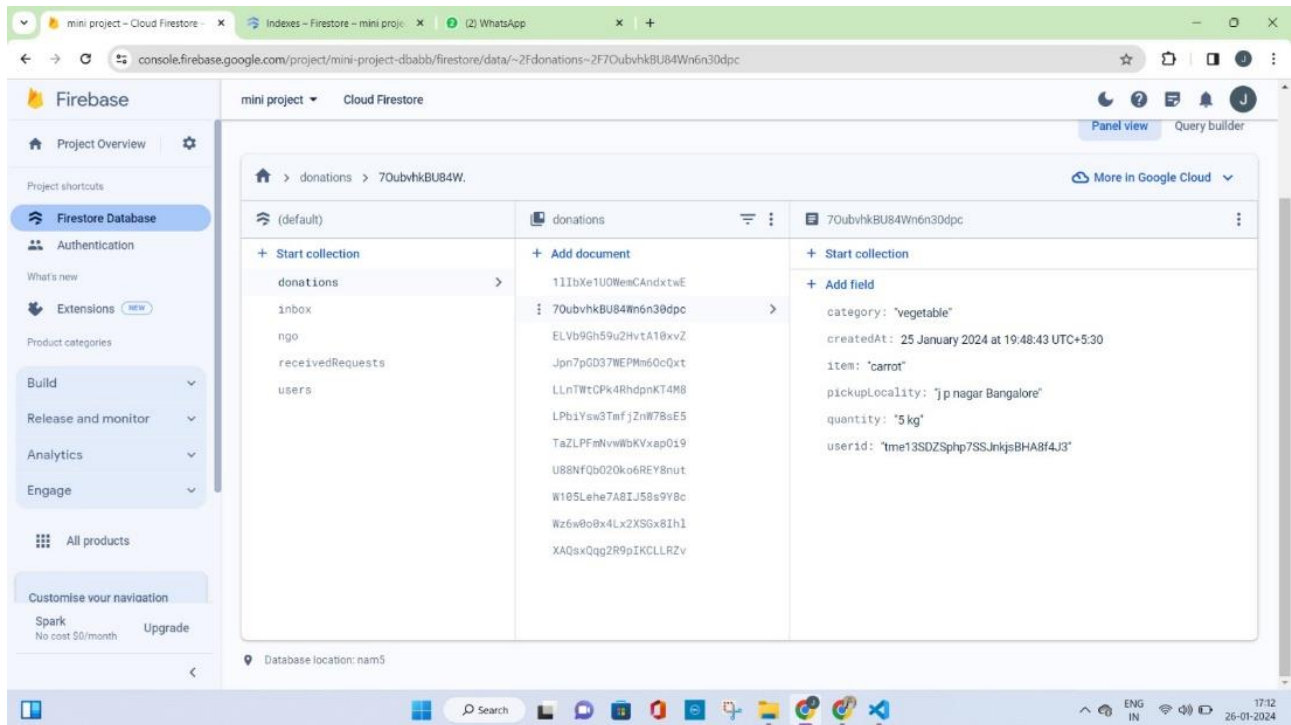 mini project – Cloud Firestore –
Indexes – Firestore – mini proje
(2) WhatsApp
console.firebase.google.com/project/mini-project-dbabb/firestore/data/~2Fdonations~2F7OubvhkBU84Wn6n30dpc
J
Firebase
mini project
Cloud Firestore
J
Project Overview
Panel view
Query builder
Project shortcuts
> donations > 7OubvhkBU84W.
More in Google Cloud
Firestore Database
(default)
donations
7OubvhkBU84Wn6n30dpc
Authentication
+ Start collection
+ Add document
+ Start collection
What's new
donations
1lIbXe1UOWemCAndxtwE
+ Add field
Extensions NEW
inbox
7OubvhkBU84Wn6n30dpc
category: "vegetable"
ngo
ELVb9Gh59u2HvtA10xvZ
createdAt: 25 January 2024 at 19:48:43 UTC+5:30
Product categories
receivedRequests
Jpn7pGD37WEPMm6OcQxt
item: "carrot"
Build
users
LLnTWtCPk4RhdpnKT4M8
pickupLocality: "j p nagar Bangalore"
Release and monitor
LPbiYsw3TmfjZnW7BsE5
quantity: "5 kg"
Analytics
TaZLPFmNvwWbKVxapOi9
userid: "tme13SDZSphp7SSJnkjsBHA8f4J3"
Engage
U88NfQbO2Oko6REY8nut
W105Lehe7A8IJ58s9YBc
All products
Wz6w0o0x4Lx2XSGx8Ihl
XAQsxQqg2R9pIKCLLRZv
Customise your navigation
Spark
No cost $0/month
Upgrade
Database location: nam5
Search
ENG
IN
17:12
26-01-2024